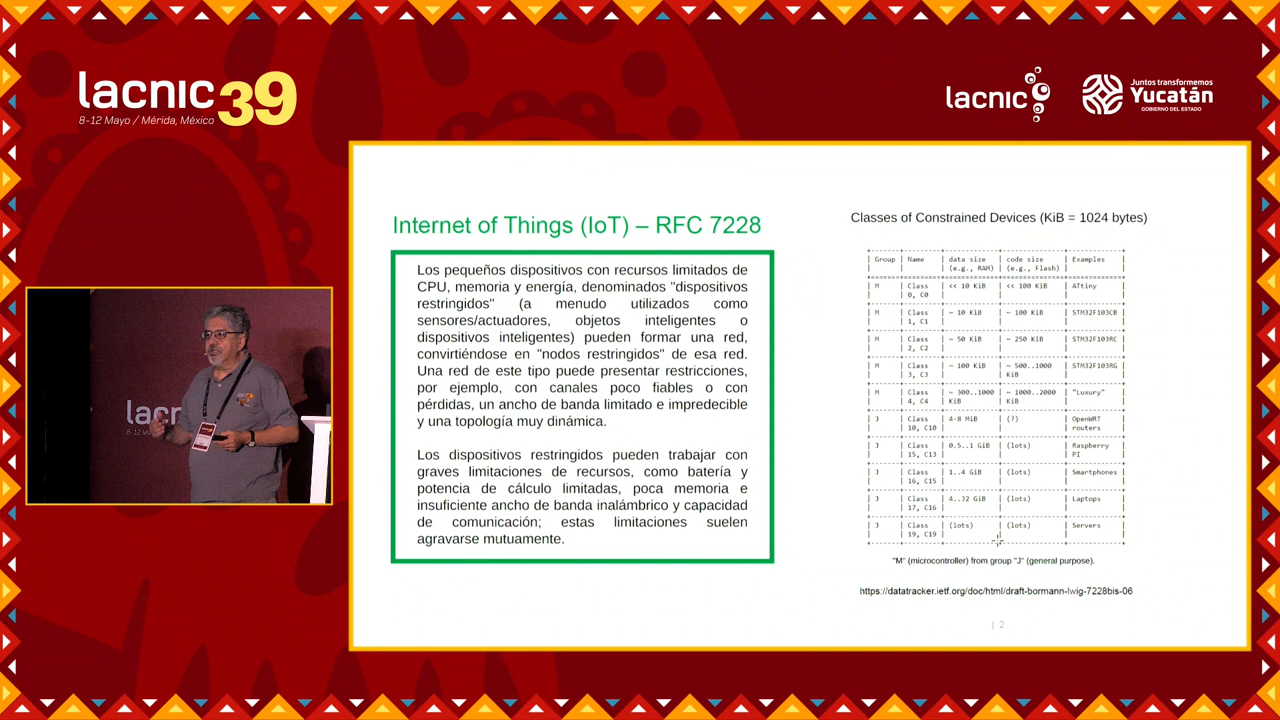 lacnic 39
8-12 Mayo / Mérida, México
lacnic
Juntos transformemos
Yucatán
GOBIERNO DEL ESTADO
Internet of Things (IoT) – RFC 7228
Los pequeños dispositivos con recursos limitados de
CPU, memoria y energía, denominados "dispositivos
restringidos" (a menudo utilizados como
sensores/actuadores, objetos inteligentes o
dispositivos inteligentes) pueden formar una red,
convirtiéndose en "nodos restringidos" de esa red.
Una red de este tipo puede presentar restricciones,
por ejemplo, con canales poco fiables o con
pérdidas, un ancho de banda limitado e impredecible
y una topología muy dinámica.
Los dispositivos restringidos pueden trabajar con
graves limitaciones de recursos, como batería y
potencia de cálculo limitadas, poca memoria e
insuficiente ancho de banda inalámbrico y capacidad
de comunicación; estas limitaciones suelen
agravarse mutuamente.
Classes of Constrained Devices (KiB = 1024 bytes)
Group | Name | data size (e.g., RAM) | code size (e.g., Flash) | Examples
M | Class 0, C0 | << 10 KiB | << 100 KiB | ATtiny
M | Class 1, C1 | ~ 10 KiB | ~ 100 KiB | STM32F103CB
M | Class 2, C2 | ~ 50 KiB | ~ 250 KiB | STM32F103RC
M | Class 3, C3 | ~ 100 KiB | ~ 500..1000 KiB | STM32F103RG
M | Class 4, C4 | ~ 300..1000 KiB | ~ 1000..2000 KiB | "Luxury"
J | Class 10, C10 | 4-8 MiB | (?) | OpenWRT routers
J | Class 15, C13 | 0.5..1 GiB | (lots) | Raspberry PI
J | Class 16, C15 | 1..4 GiB | (lots) | Smartphones
J | Class 17, C16 | 4..32 GiB | (lots) | Laptops
J | Class 19, C19 | (lots) | (lots) | Servers
"M" (microcontroller) from group "J" (general purpose).
https://datatracker.ietf.org/doc/html/draft-bormann-lwig-7228bis-06
| 2
lacn
8-12 Ma